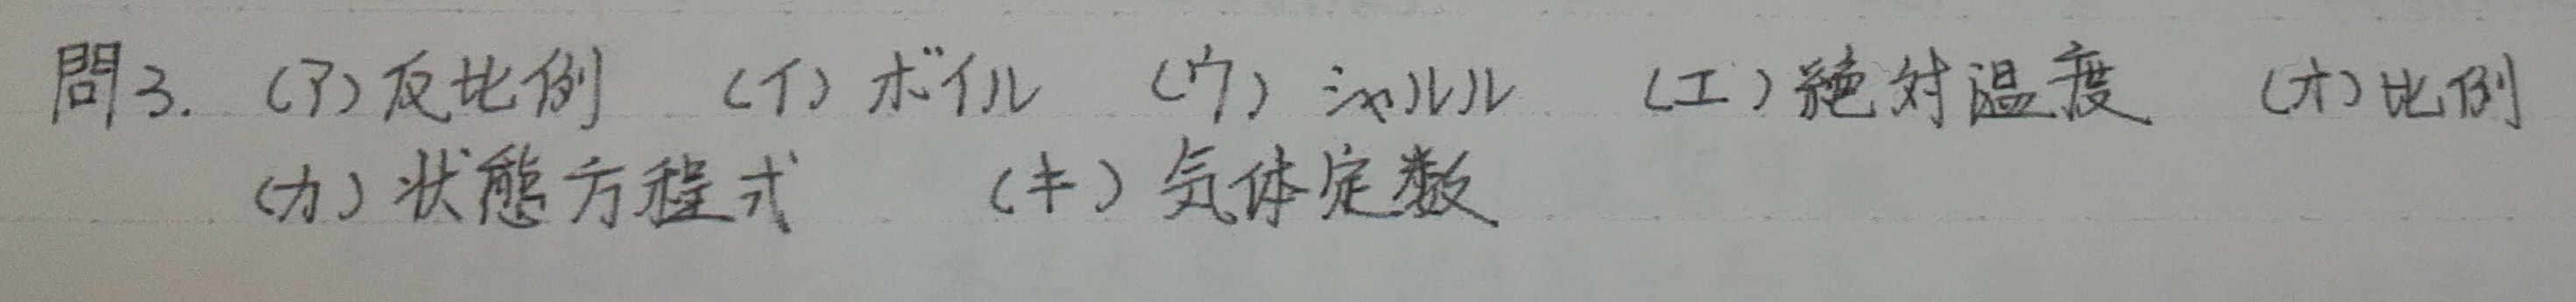 問3. (ア)反比例 (イ)ボイル (ウ)シャルル (エ)絶対温度 (オ)比例
(カ)状態方程式 (キ)気体定数